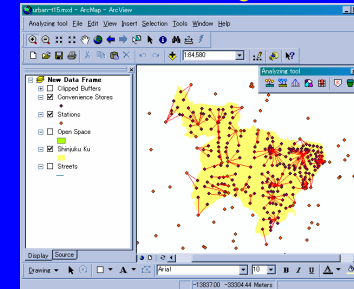 urban-t15.mxd - ArcMap - ArcView
Analyzing tool File Edit View Insert Selection Tools Window Help
1:84,580
Analyzing tool
New Data Frame
Clipped Buffers
Convenience Stores
Stations
Open Space
Shinjuku Ku
Streets
Display Source
Drawing A Arial 10 B I U A
-13837.00 -33304.44 Meters